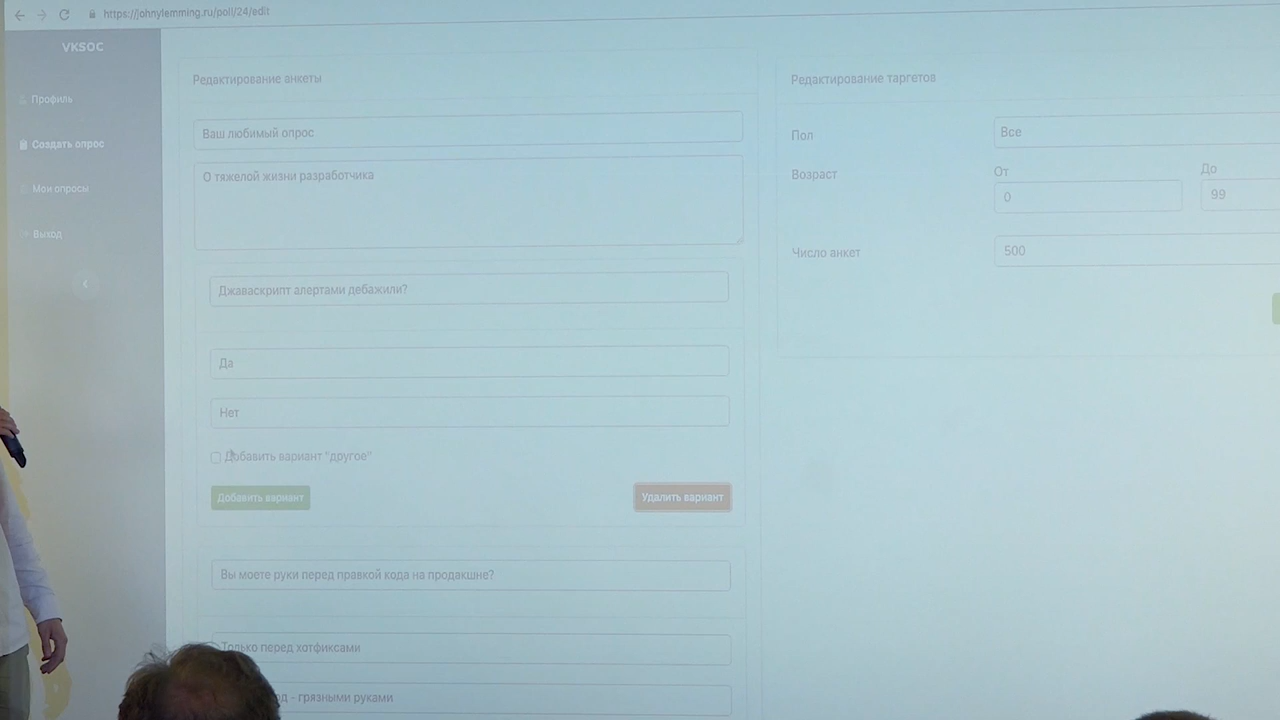 https://johnylemming.ru/poll/24/edit
VKSOC
Профиль
Создать опрос
Мои опросы
Выход
Редактирование анкеты
Ваш любимый опрос
О тяжелой жизни разработчика
Джаваскрипт алертами дебажили?
Да
Нет
Добавить вариант "другое"
Добавить вариант
Удалить вариант
Вы моете руки перед правкой кода на продакшне?
Только перед хотфиксами
- грязными руками
Редактирование таргетов
Пол
Все
Возраст
От
До
0
99
Число анкет
500